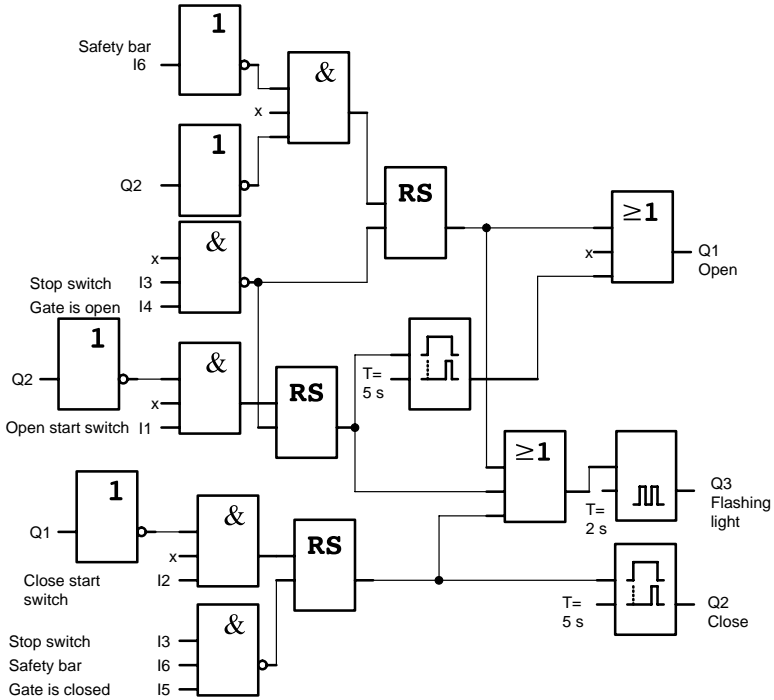 1
Safety bar
I6
&
x
1
Q2
RS
&
x
Stop switch I3
Gate is open I4
≥1
x
Q1
Open
1
Q2
&
x
Open start switch I1
RS
T=
5 s
≥1
Q3
Flashing
light
T=
2 s
1
Q1
&
x
I2
Close start
switch
RS
T=
5 s
Q2
Close
&
Stop switch I3
Safety bar I6
Gate is closed I5